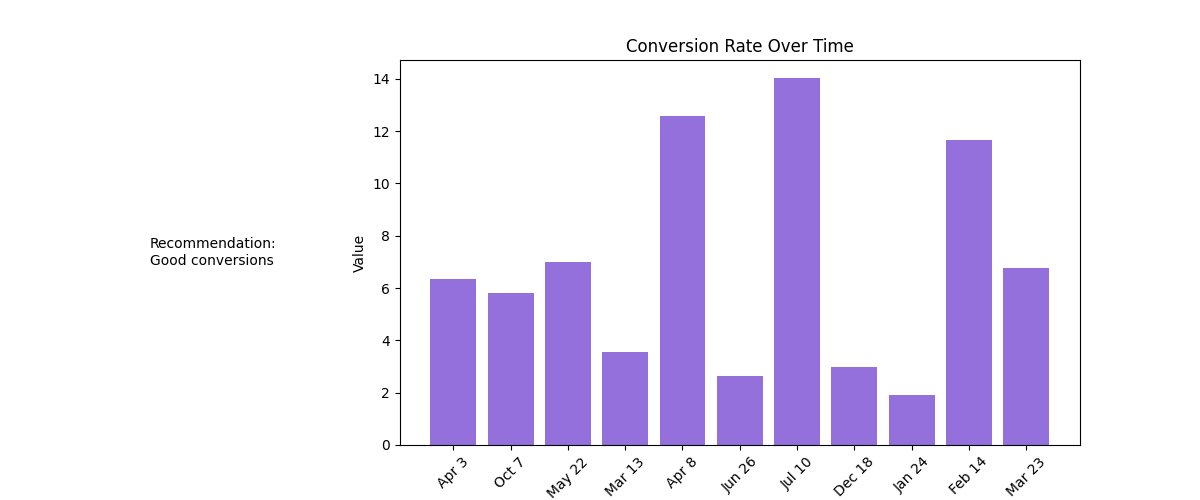 Conversion Rate Over Time
Recommendation:
Good conversions
Value
14
12
10
8
6
4
2
0
Apr 3
Oct 7
May 22
Mar 13
Apr 8
Jun 26
Jul 10
Dec 18
Jan 24
Feb 14
Mar 23